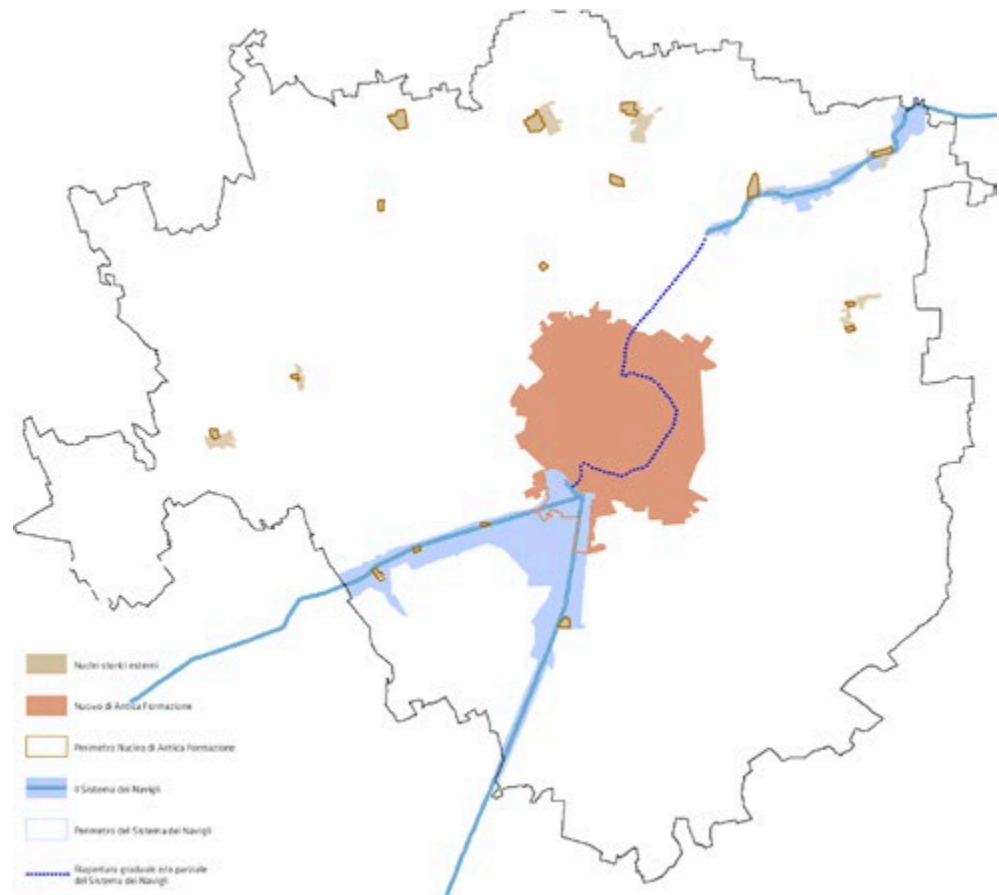 Nuclei storici esterni
Nucleo di Antica Formazione
Perimetro Nucleo di Antica Formazione
Il Sistema dei Navigli
Perimetro del Sistema dei Navigli
Riapertura graduale e/o parziale
del Sistema dei Navigli